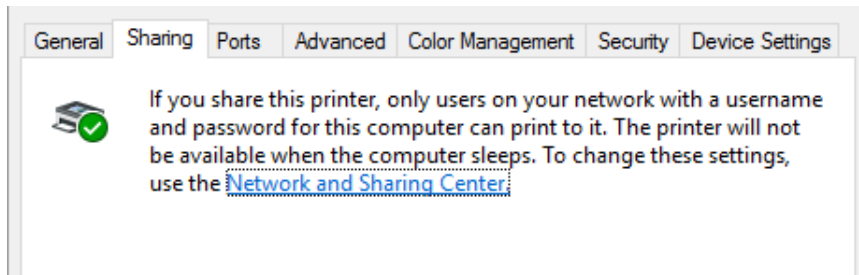 General Sharing Ports Advanced Color Management Security Device Settings
If you share this printer, only users on your network with a username
and password for this computer can print to it. The printer will not
be available when the computer sleeps. To change these settings,
use the Network and Sharing Center.